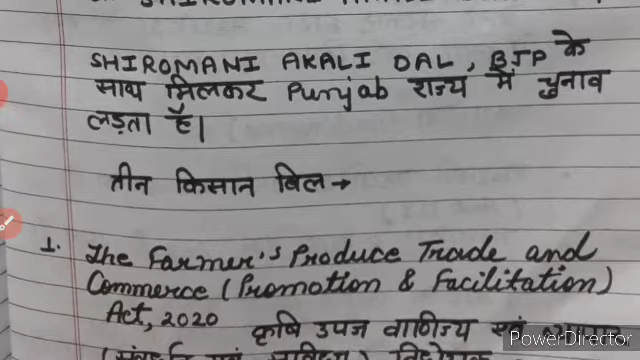 SHIROMANI AKALI DAL, BJP के
साथ मिलकर Punjab राज्य में चुनाव
लड़ता है।
तीन किसान बिल →
1. The Farmer's Produce Trade and
Commerce (Promotion & Facilitation)
Act, 2020 कृषि उपज वाणिज्य एवं
PowerDirector